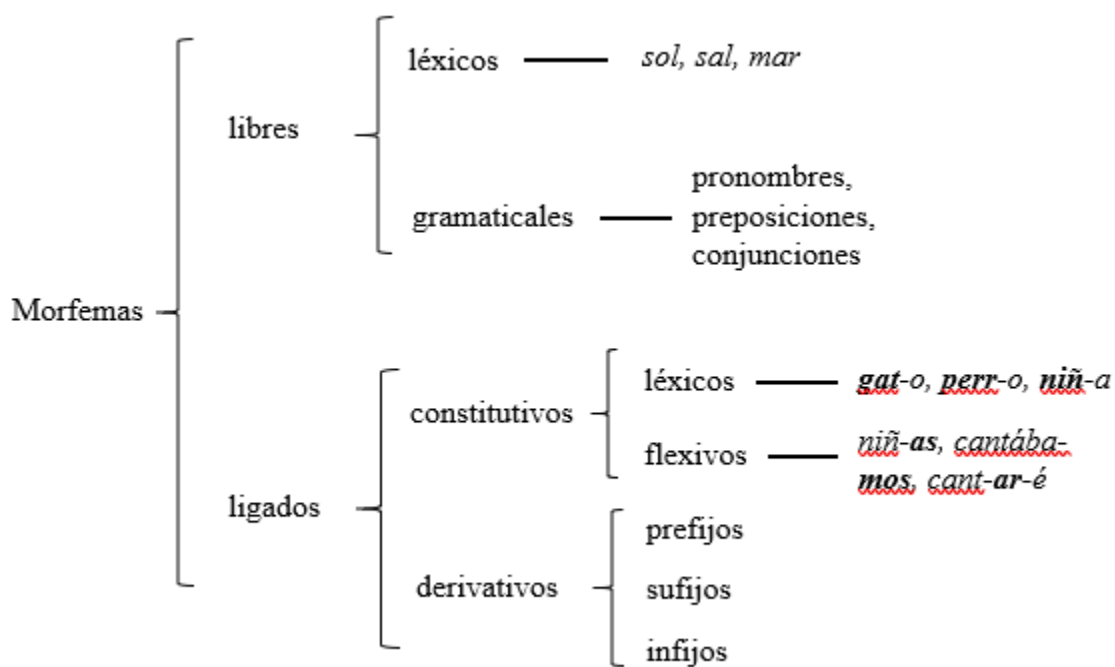 léxicos
sol, sal, mar
libres
gramaticales
pronombres,
preposiciones,
conjunciones
Morfemas
ligados
constitutivos
léxicos
gat-o, perr-o, niñ-a
flexivos
niñ-as, cantába-
mos, cant-ar-é
derivativos
prefijos
sufijos
infijos